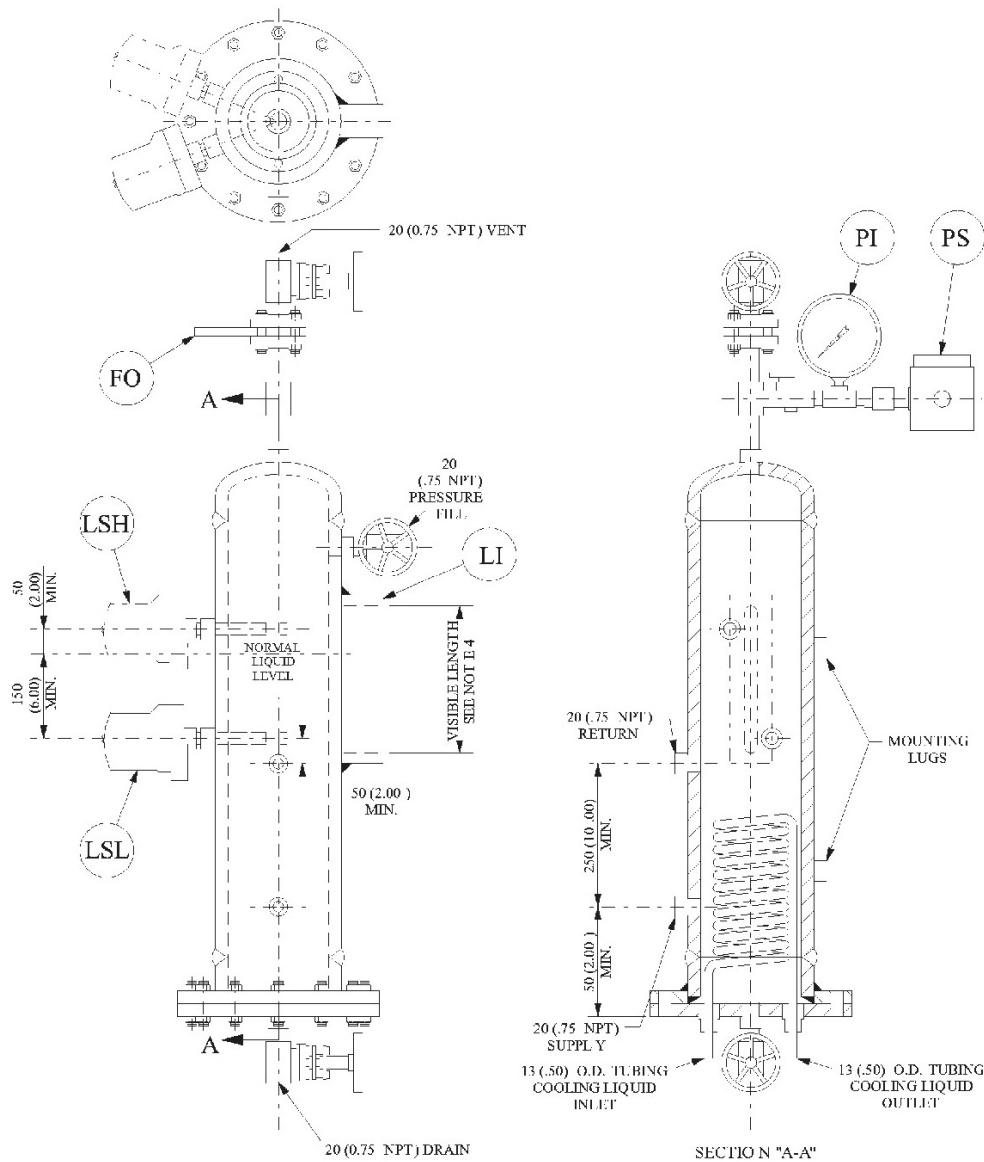 20 (0.75 NPT) VENT
PI
PS
FO
A
20
(.75 NPT)
PRESSURE
FILL
LSH
LI
50
(2.00)
MIN.
NORMAL
LIQUID
LEVEL
VISIBLE LENGTH
SEE NOT E 4
150
(6.00)
MIN.
20 (.75 NPT)
RETURN
MOUNTING
LUGS
50 (2.00 )
MIN.
LSL
250 (10 .00)
MIN.
50 (2.00 )
MIN.
A
20 (.75 NPT)
SUPPL Y
13 (.50) O.D. TUBING
COOLING LIQUID
INLET
13 (.50) O.D. TUBING
COOLING LIQUID
OUTLET
20 (0.75 NPT) DRAIN
SECTIO N "A-A"